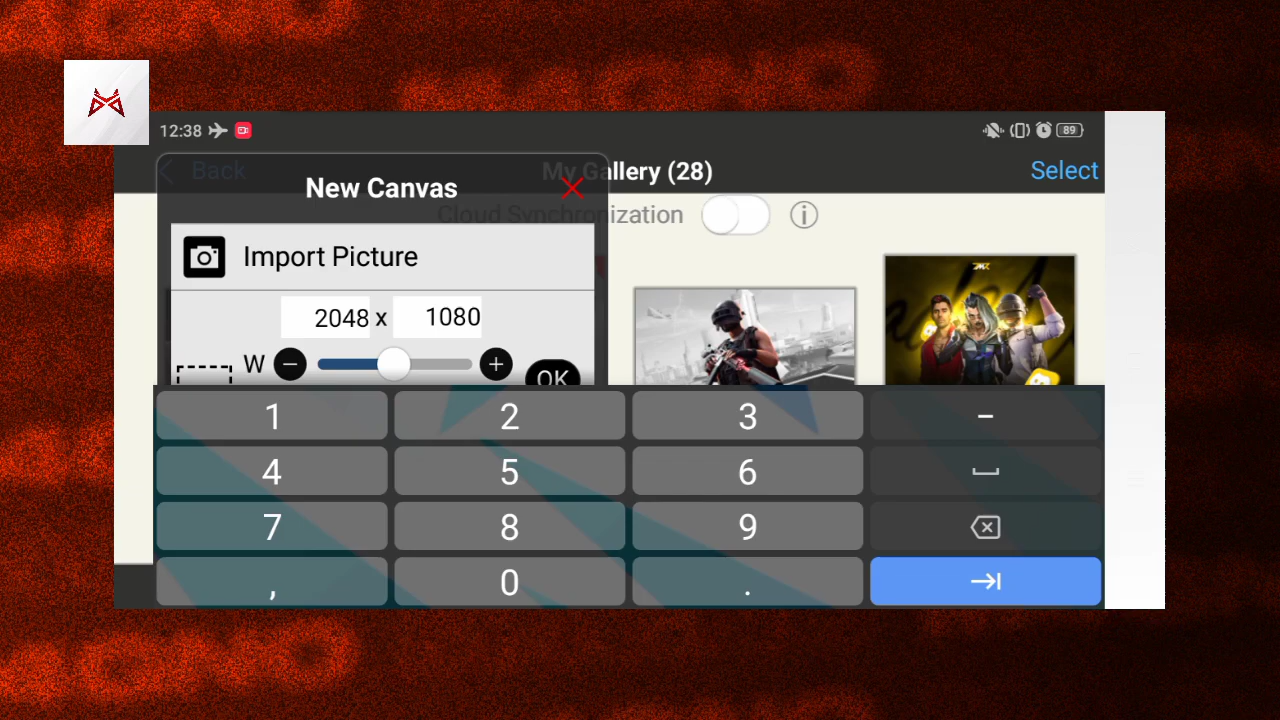 12:38
89
Back
My Gallery (28)
Select
New Canvas
Cloud Synchronization
Import Picture
2048 x 1080
W
OK
1 2 3 −
4 5 6
7 8 9
, 0 .